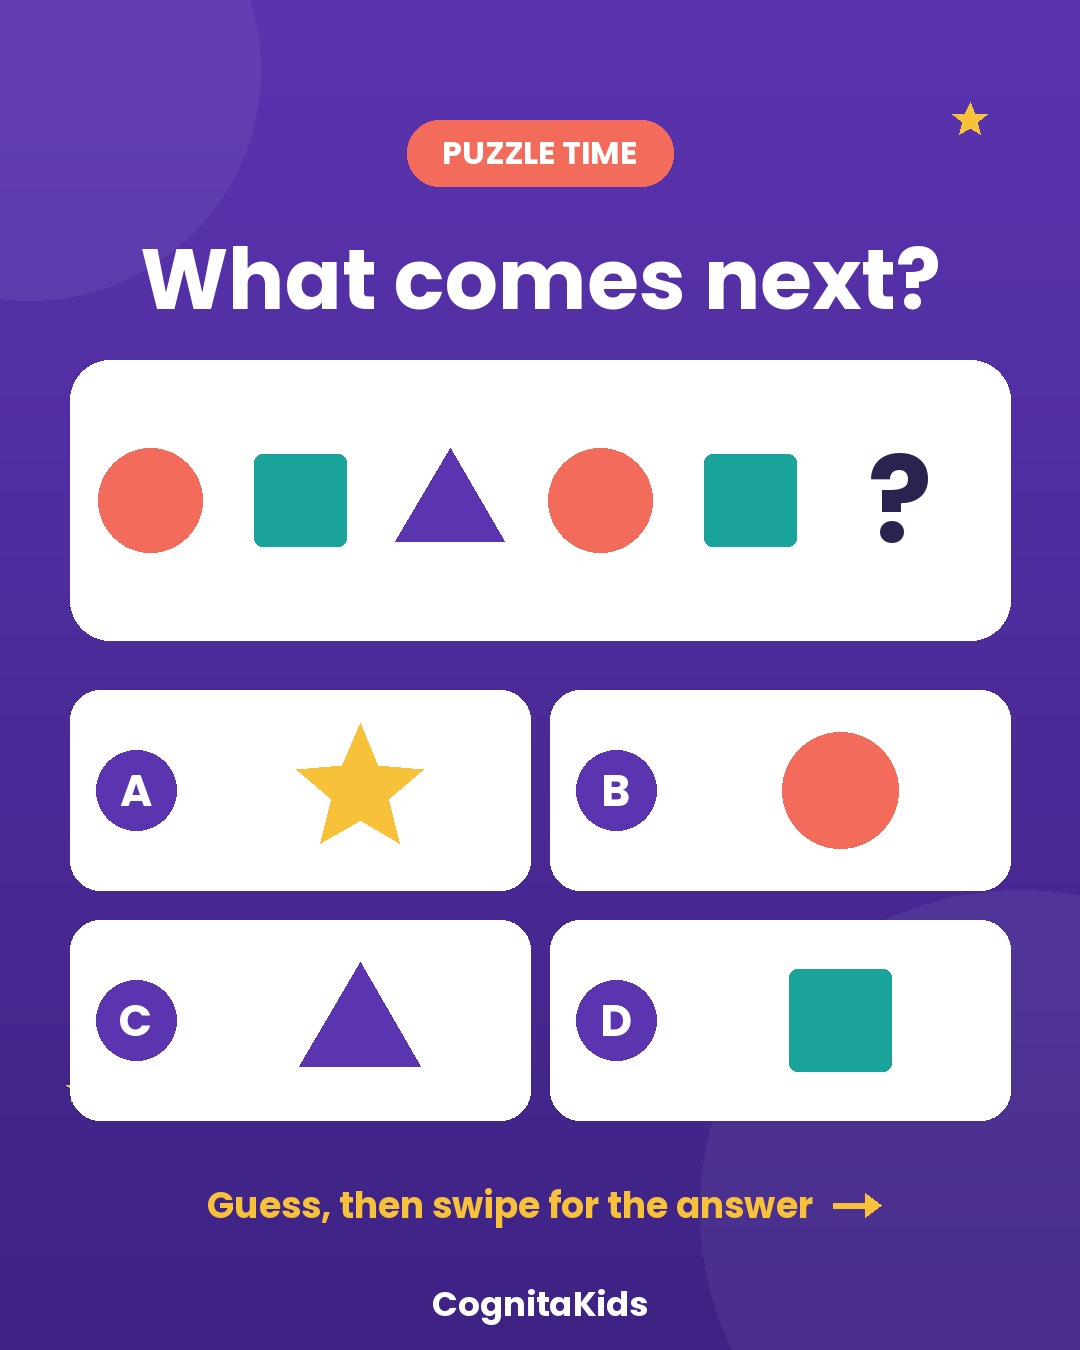 PUZZLE TIME
What comes next?
?
A
B
C
D
Guess, then swipe for the answer →
CognitaKids